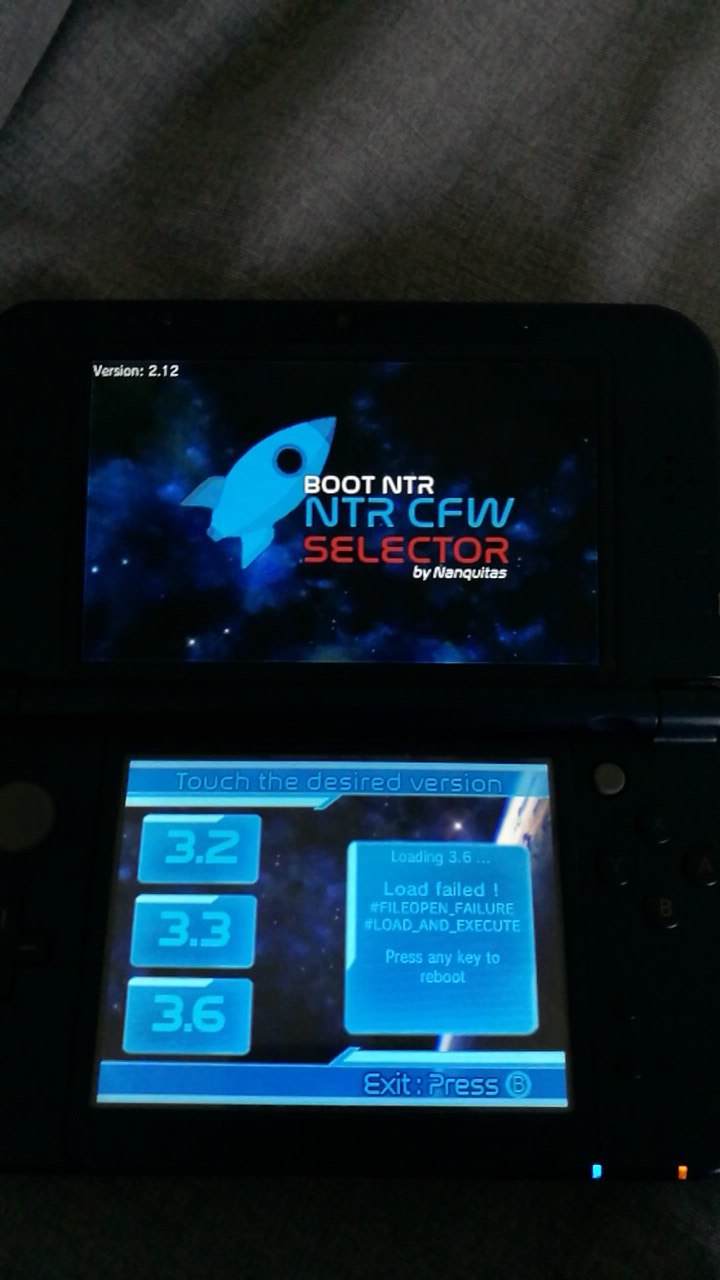 Version: 2.12
BOOT NTR
NTR CFW
SELECTOR
by Nanquitas
Touch the desired version
3.2
3.3
3.6
Loading 3.6 ...
Load failed !
#FILEOPEN_FAILURE
#LOAD_AND_EXECUTE
Press any key to
reboot
Exit : Press B
X
Y
A
B